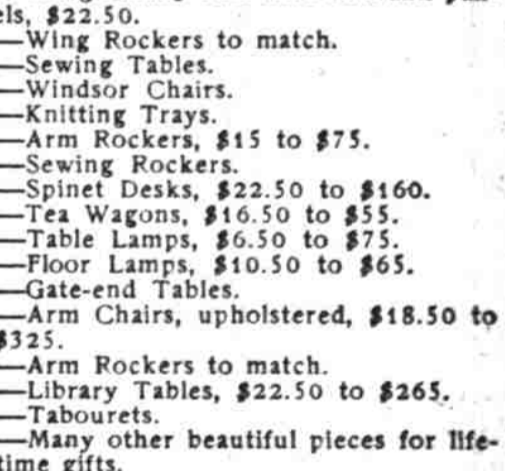 els, $22.50.
—Wing Rockers to match.
—Sewing Tables.
—Windsor Chairs.
—Knitting Trays.
—Arm Rockers, $15 to $75.
—Sewing Rockers.
—Spinet Desks, $22.50 to $160.
—Tea Wagons, $16.50 to $55.
—Table Lamps, $6.50 to $75.
—Floor Lamps, $10.50 to $65.
—Gate-end Tables.
—Arm Chairs, upholstered, $18.50 to
$325.
—Arm Rockers to match.
—Library Tables, $22.50 to $265.
—Tabourets.
—Many other beautiful pieces for life-
time gifts.